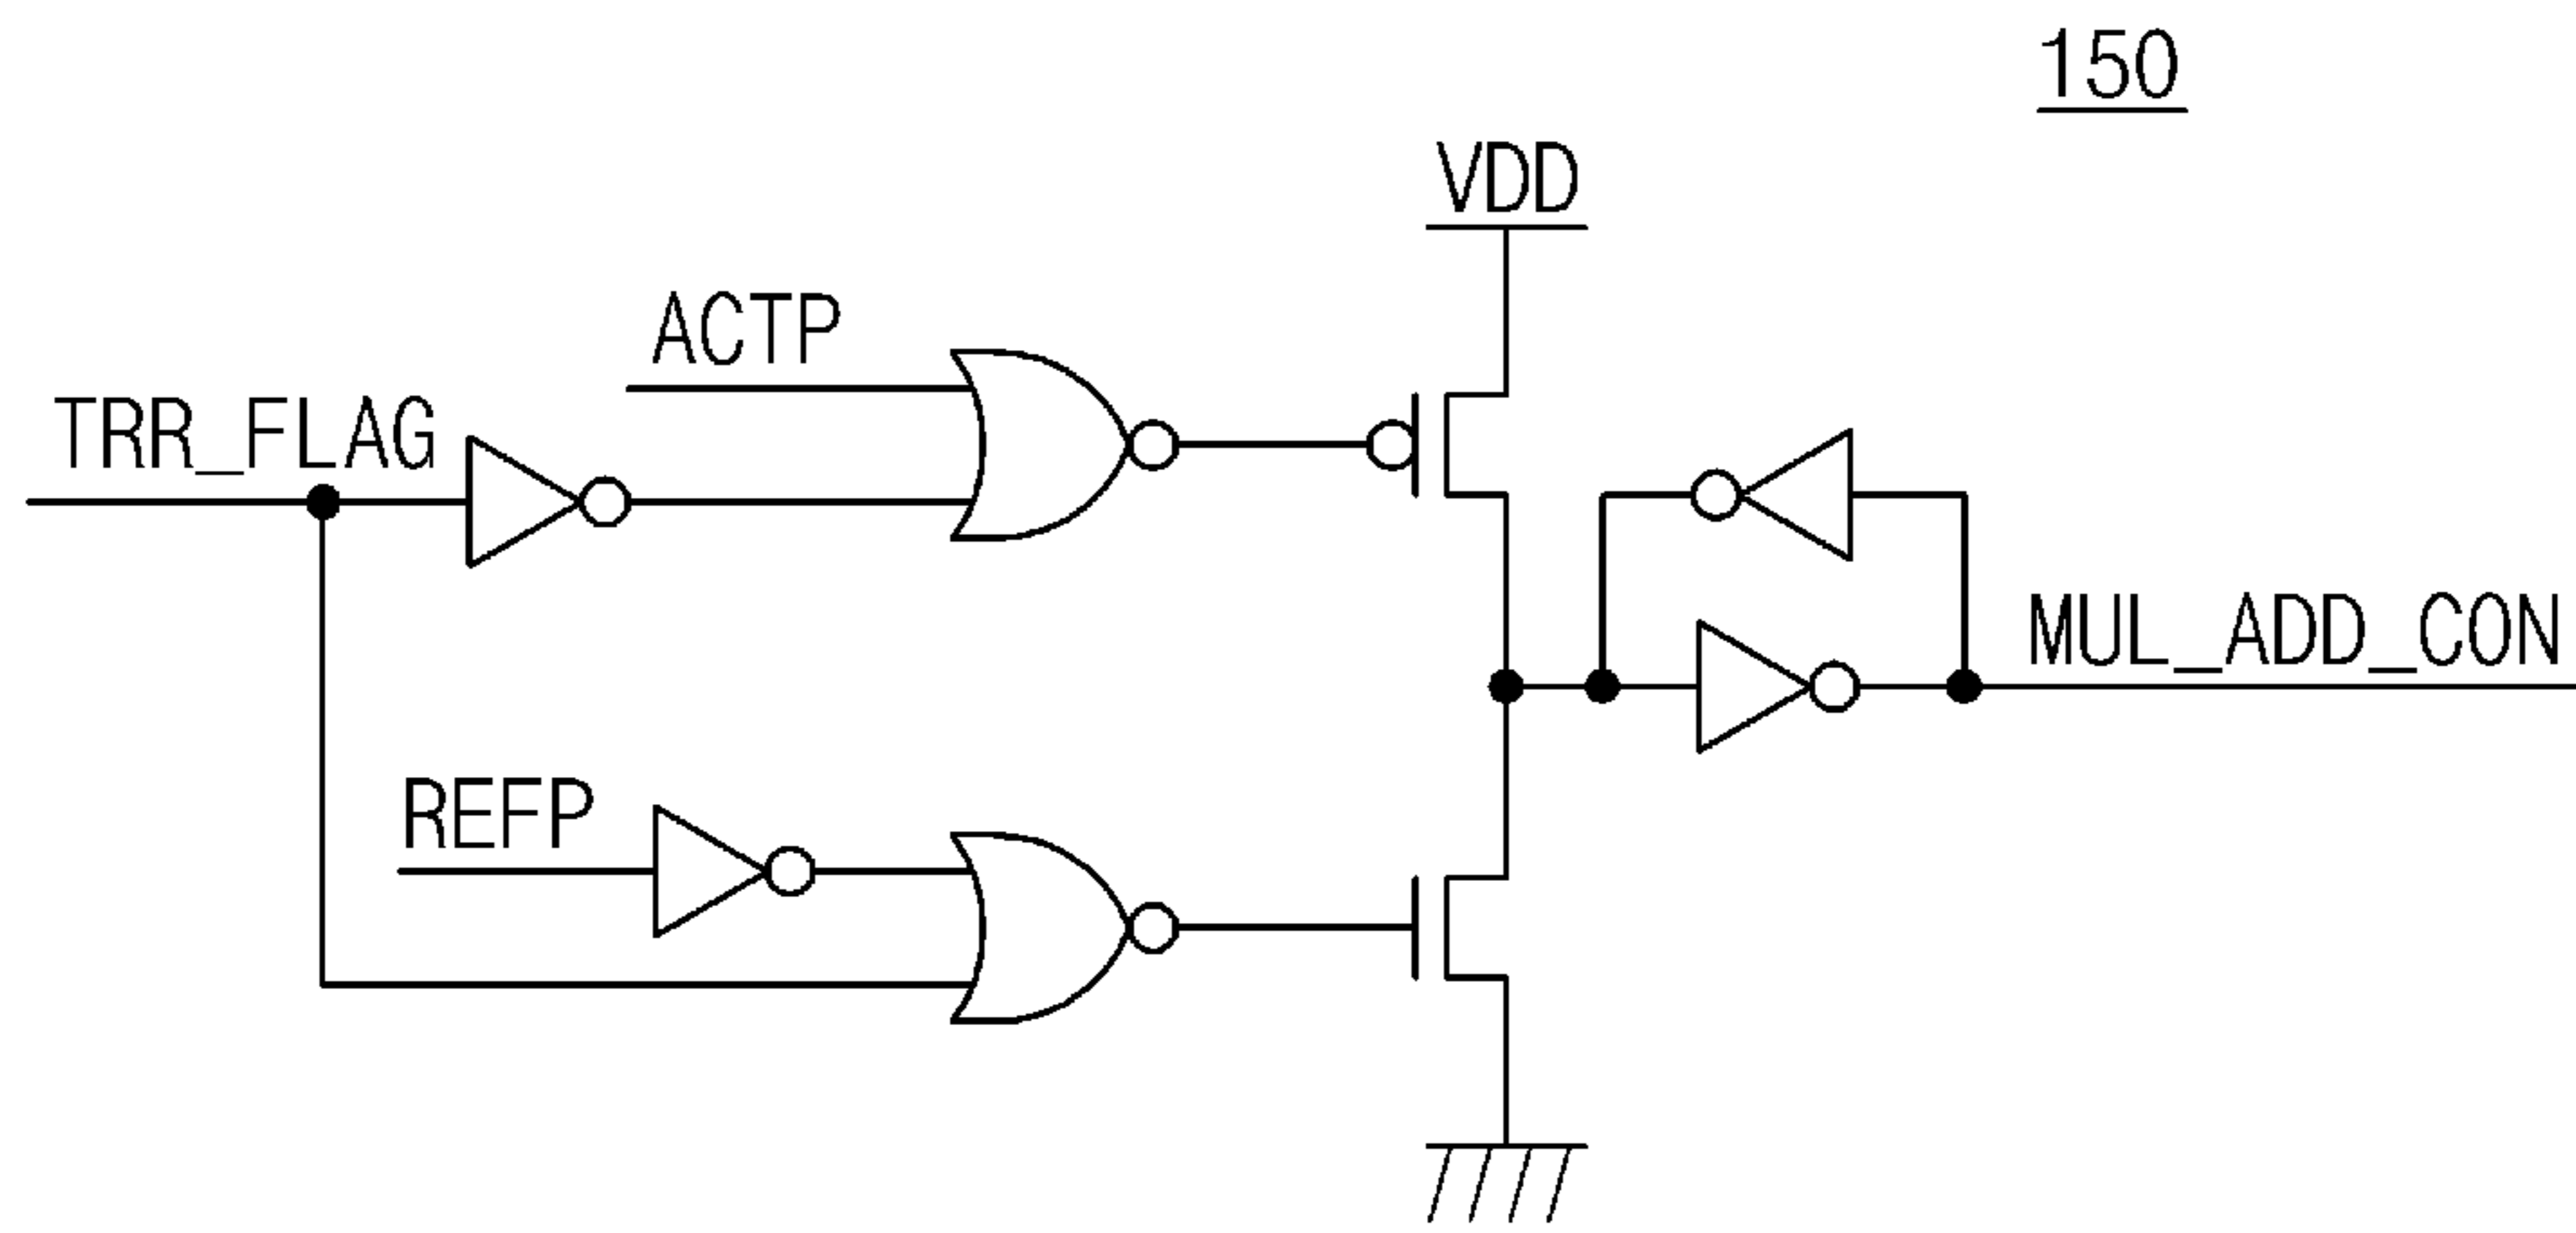 150
VDD
ACTP
TRR_FLAG
MUL_ADD_CON
REFP